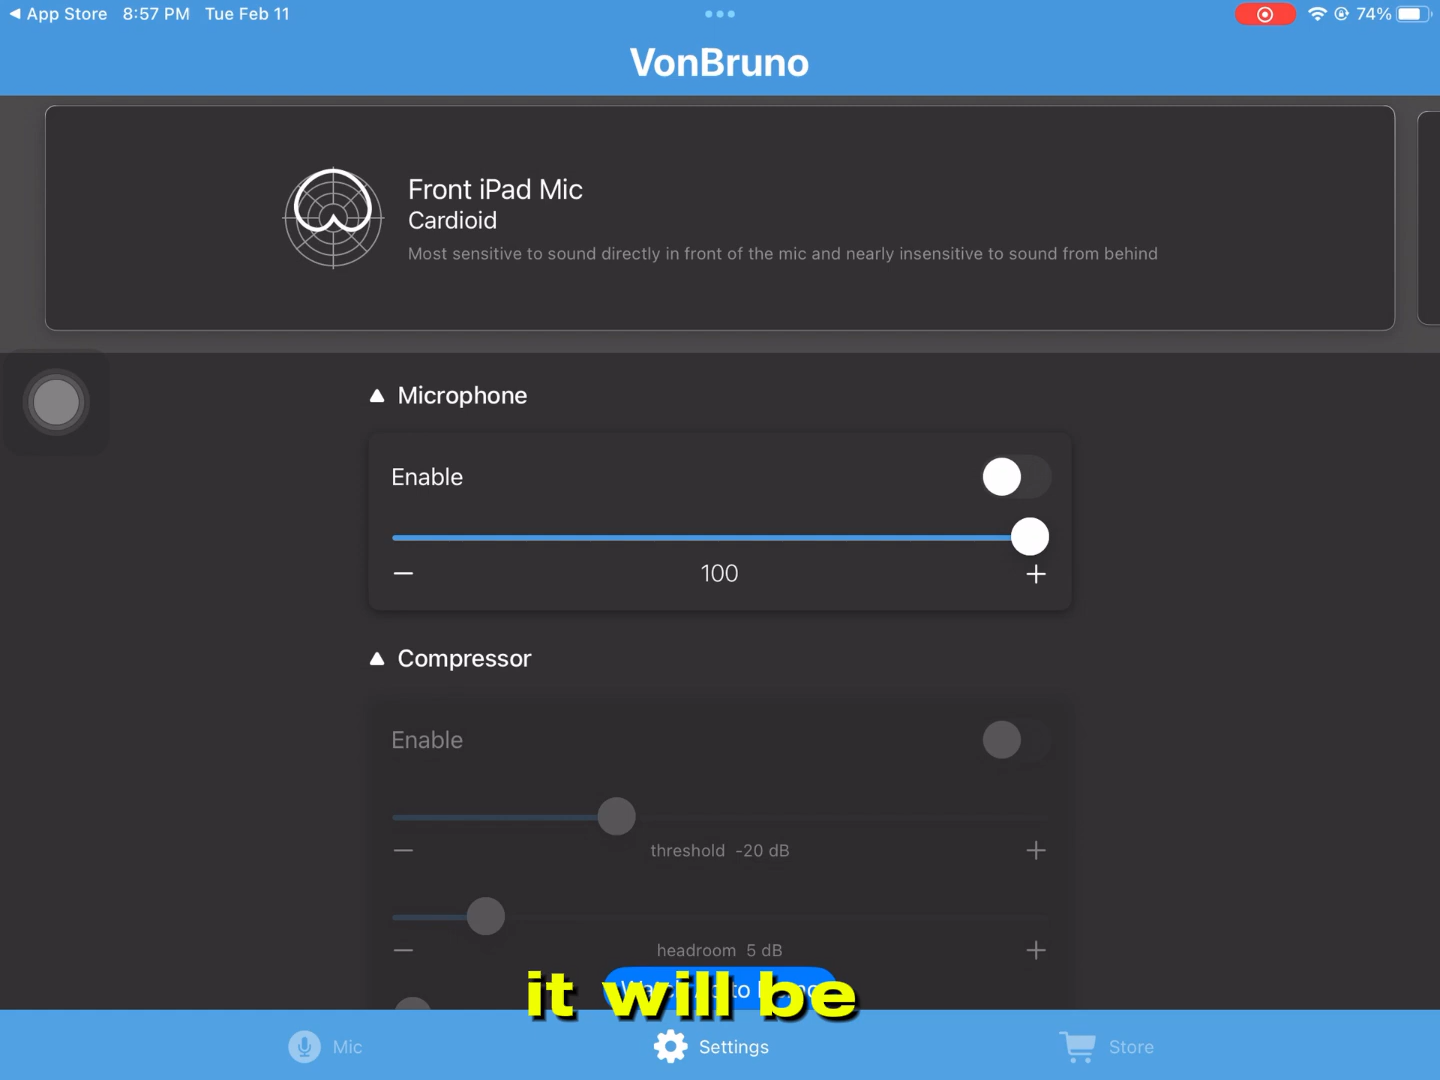 App Store 8:57 PM Tue Feb 11
74%
VonBruno
Front iPad Mic
Cardioid
Most sensitive to sound directly in front of the mic and nearly insensitive to sound from behind
Microphone
Enable
100
Compressor
Enable
threshold -20 dB
headroom 5 dB
it will be
Mic
Settings
Store